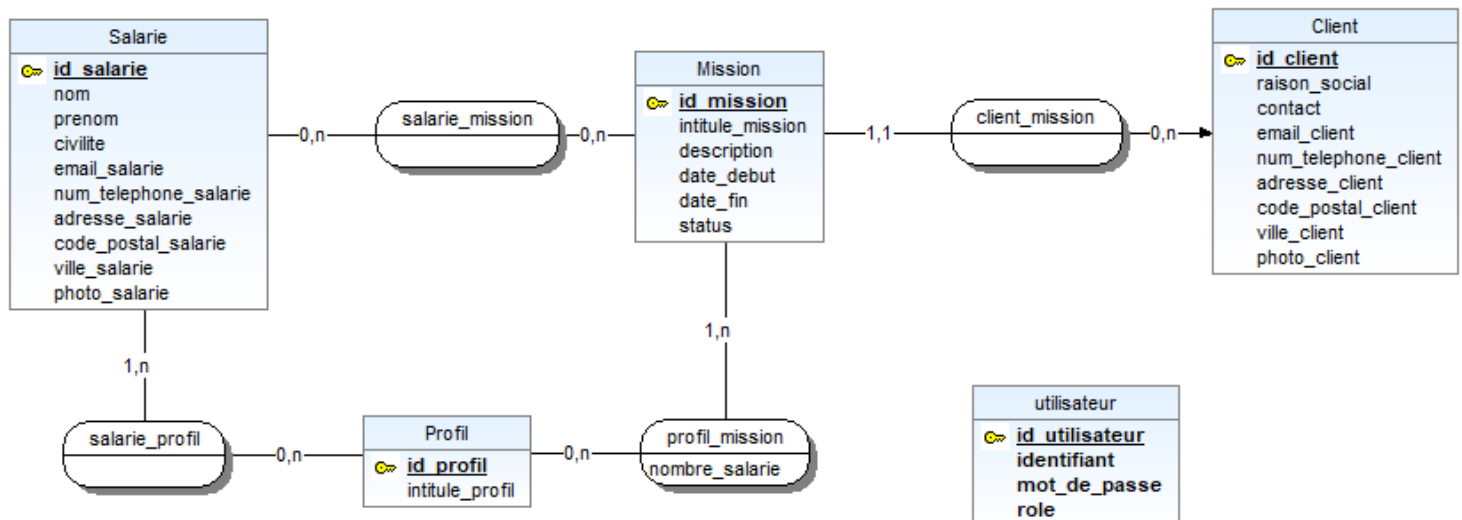 Salarie
id_salarie
nom
prenom
civilite
email_salarie
num_telephone_salarie
adresse_salarie
code_postal_salarie
ville_salarie
photo_salarie
0,n
salarie_mission
0,n
Mission
id_mission
intitule_mission
description
date_debut
date_fin
status
1,1
client_mission
0,n
Client
id_client
raison_social
contact
email_client
num_telephone_client
adresse_client
code_postal_client
ville_client
photo_client
1,n
1,n
salarie_profil
0,n
Profil
id_profil
intitule_profil
0,n
profil_mission
nombre_salarie
utilisateur
id_utilisateur
identifiant
mot_de_passe
role